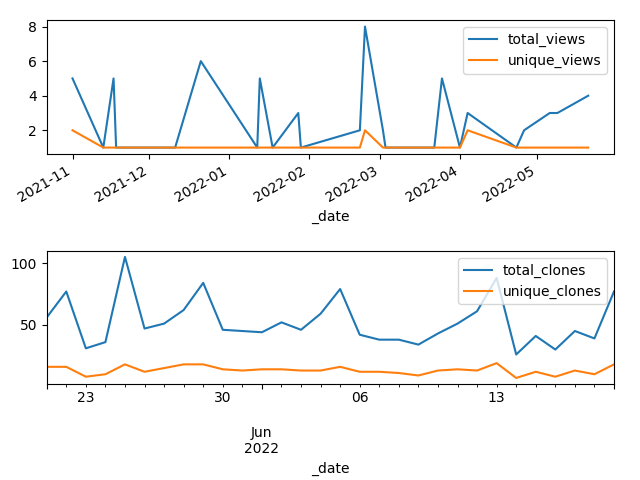 8
6
4
2
total_views
unique_views
2021-11
2021-12
2022-01
2022-02
2022-03
2022-04
2022-05
_date
100
50
total_clones
unique_clones
23
30
06
13
Jun
2022
_date